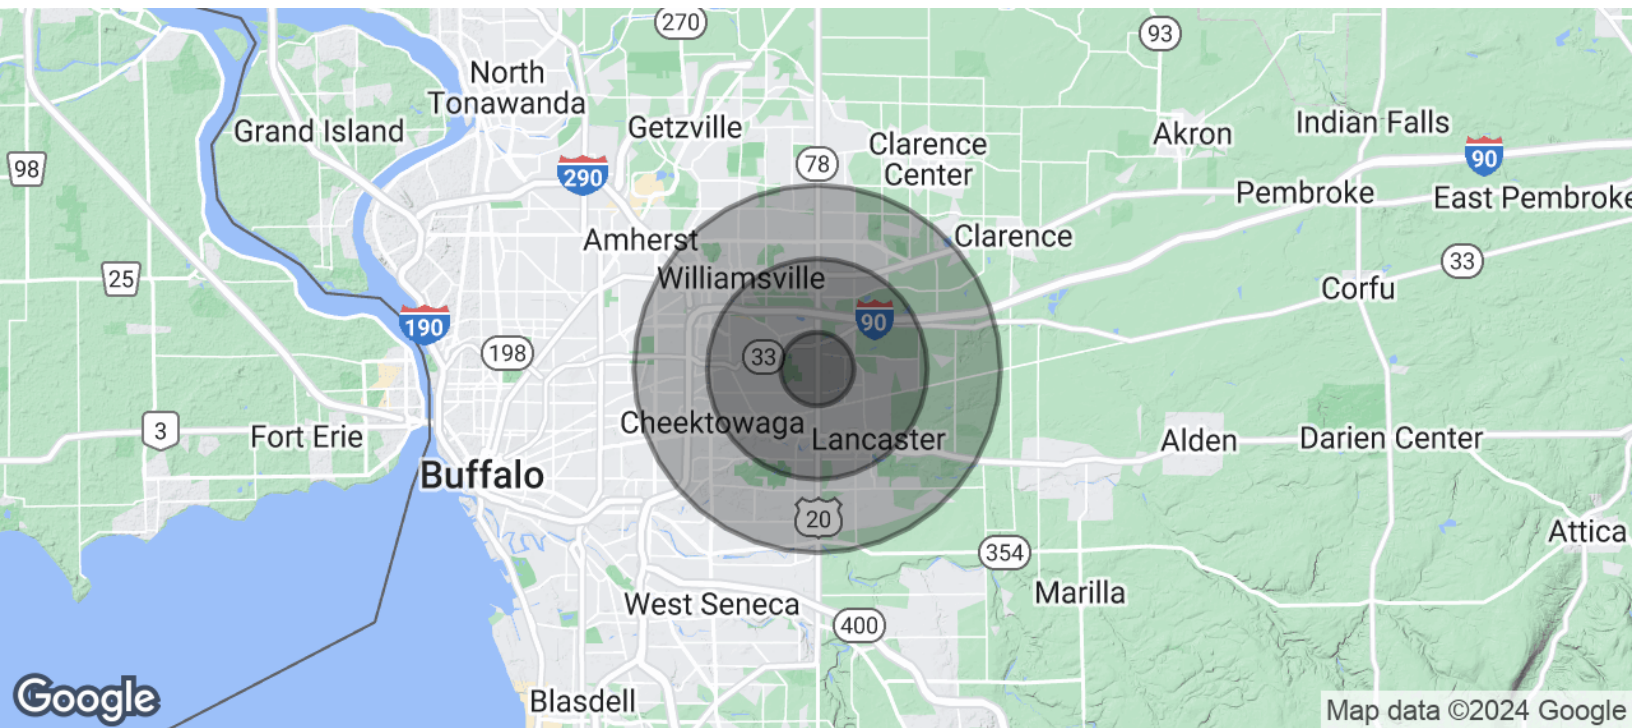 270
93
North
Tonawanda
Grand Island
Getzville
Clarence
Center
Akron
Indian Falls
98
290
78
90
Pembroke
East Pembroke
Amherst
Clarence
25
Williamsville
33
Corfu
190
90
198
33
3
Fort Erie
Cheektowaga
Lancaster
Alden
Darien Center
Buffalo
20
Attica
354
Marilla
West Seneca
400
Google
Blasdell
Map data ©2024 Google